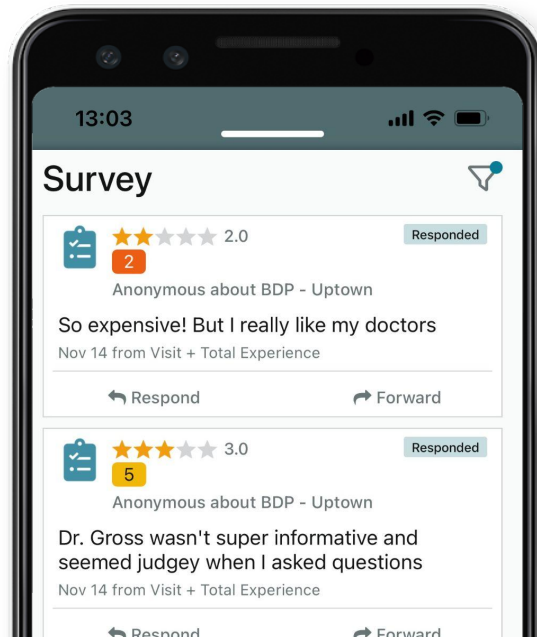 13:03
Survey
2.0
Responded
2
Anonymous about BDP - Uptown
So expensive! But I really like my doctors
Nov 14 from Visit + Total Experience
Respond
Forward
3.0
Responded
5
Anonymous about BDP - Uptown
Dr. Gross wasn't super informative and
seemed judgey when I asked questions
Nov 14 from Visit + Total Experience
Respond
Forward